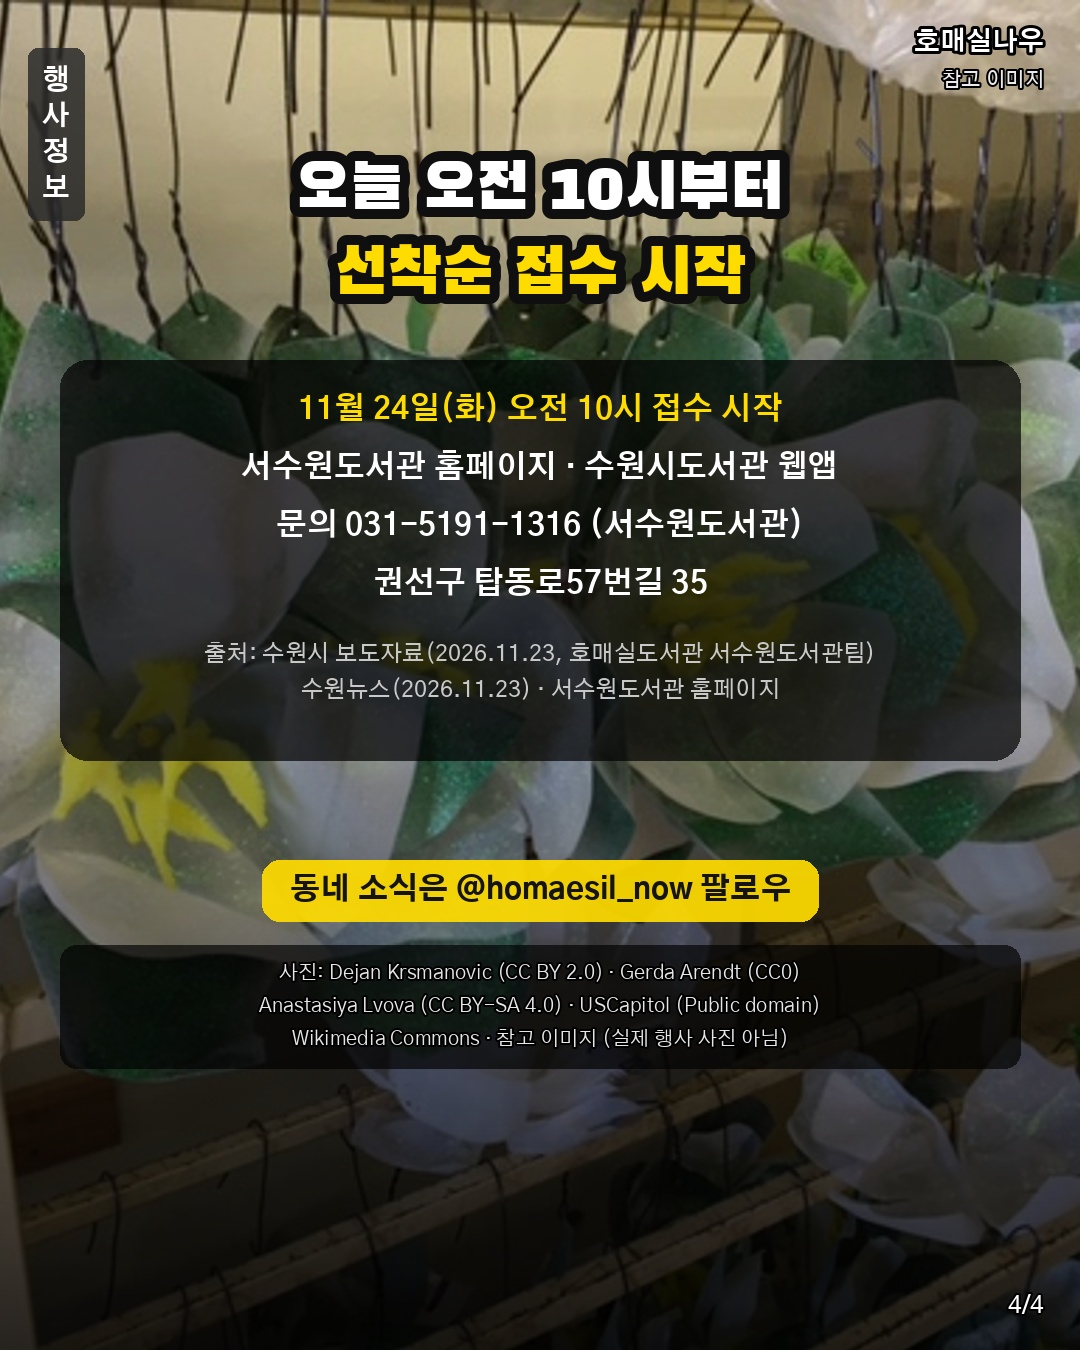 행사정보
호매실나우
참고 이미지
오늘 오전 10시부터
선착순 접수 시작
11월 24일(화) 오전 10시 접수 시작
서수원도서관 홈페이지 · 수원시도서관 웹앱
문의 031-5191-1316 (서수원도서관)
권선구 탑동로57번길 35
출처: 수원시 보도자료(2026.11.23, 호매실도서관 서수원도서관팀)
수원뉴스(2026.11.23) · 서수원도서관 홈페이지
동네 소식은 @homaesil_now 팔로우
사진: Dejan Krsmanovic (CC BY 2.0) · Gerda Arendt (CC0)
Anastasiya Lvova (CC BY-SA 4.0) · USCapitol (Public domain)
Wikimedia Commons · 참고 이미지 (실제 행사 사진 아님)
4/4